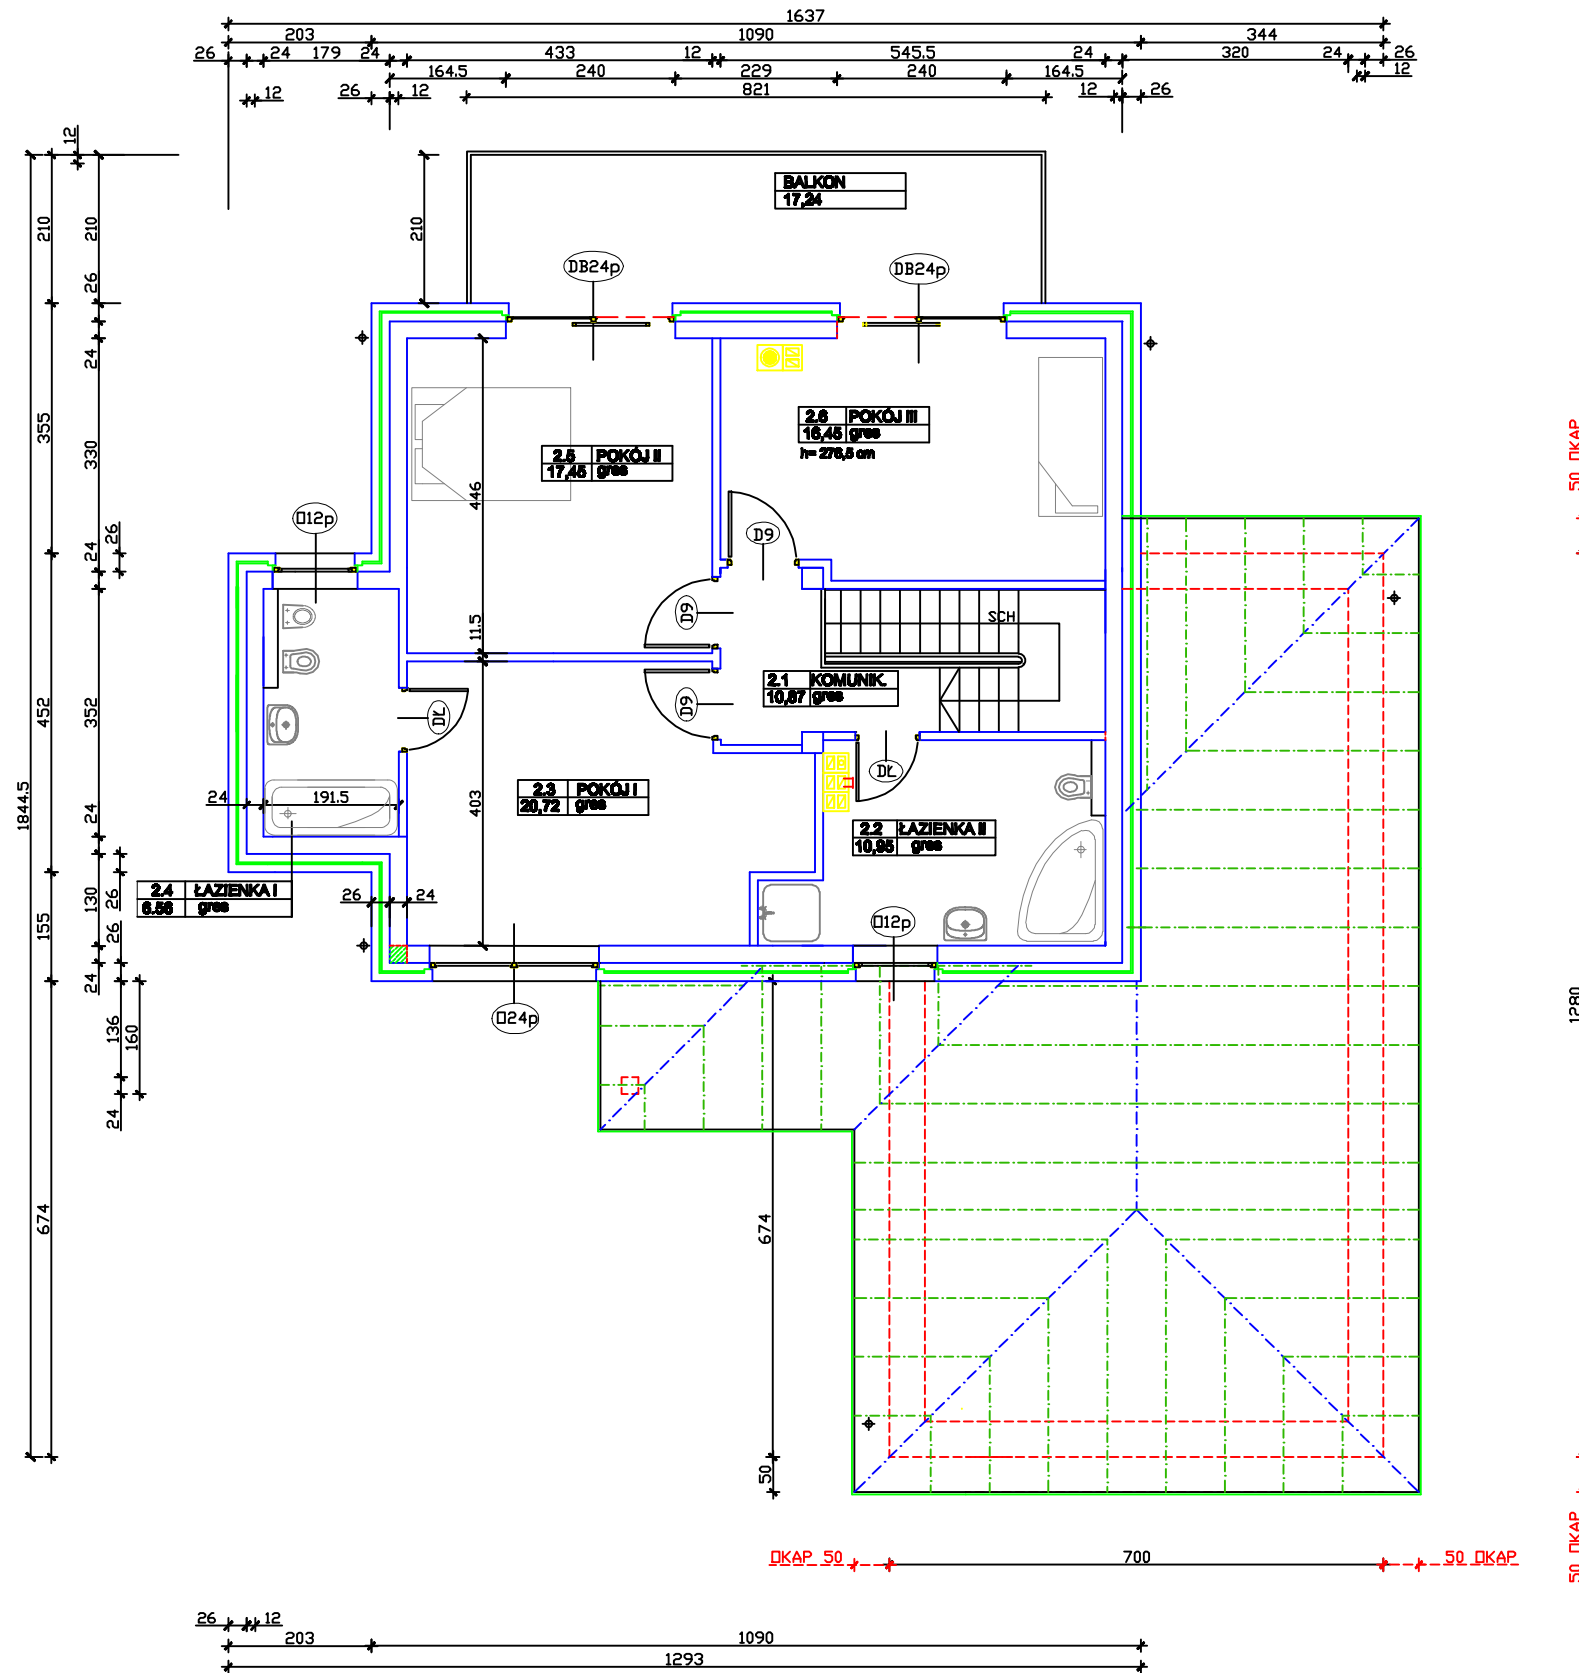 1637
203 1090 344
26 24 179 24 433 12 545.5 24 320 24 26
164.5 240 229 240 164.5 12
12 26 12 821 12 26
12
BALKON
17,24
210
210
210
DB24p
DB24p
26
24
355
330
446
2.6 POKÓJ III
16,45 gres
h= 276,5 cm
2.5 POKÓJ II
17,45 gres
50 OKAP
O12p
26
24
D9
D9
11.5
SCH
D9
2.1 KOMUNIK.
10,87 gres
452
352
DŁ
DŁ
1844.5
24
24
191.5
403
2.3 POKÓJ I
20,72 gres
2.2 ŁAZIENKA II
10,95 gres
2.4 ŁAZIENKA I
6.56 gres
26 24
130
26
155
26
24
O12p
O24p
136
160
24
1280
674
674
50
OKAP 50
700
50 OKAP
50 OKAP
26 12
203 1090
1293